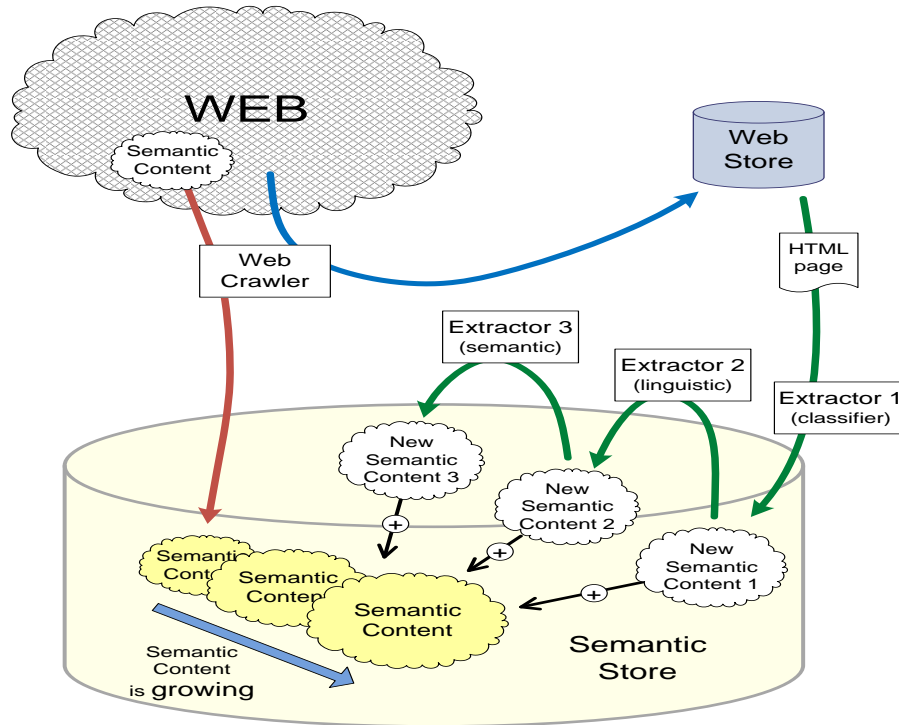 WEB
Semantic
Content
Web
Store
Web
Crawler
HTML
page
Extractor 3
(semantic)
Extractor 2
(linguistic)
Extractor 1
(classifier)
New
Semantic
Content 3
New
Semantic
Content 2
New
Semantic
Content 1
+
+
+
Semantic
Conte
Semantic
Conten
Semantic
Content
Semantic
Content
is growing
Semantic
Store